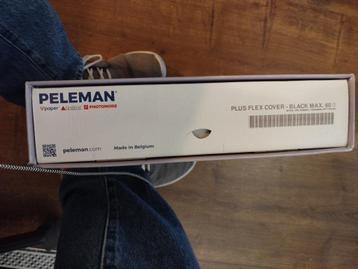 PELEMAN
Vpaper Unibind PHOTOMORE
PLUS FLEX COVER - BLACK MAX. 60
peleman.com
Made in Belgium